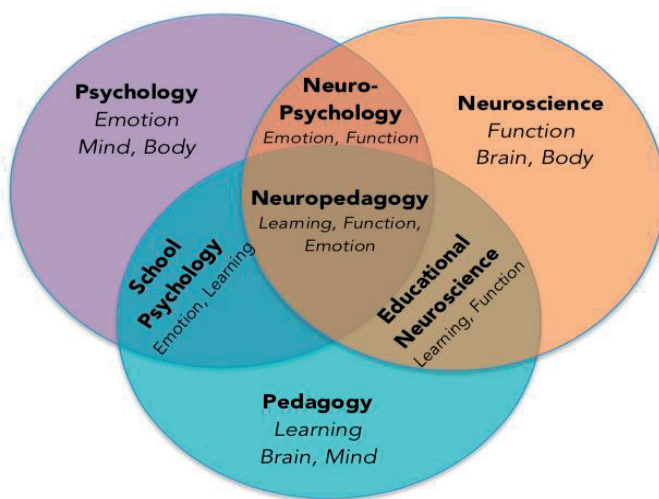 Psychology
Emotion
Mind, Body
Neuro-
Psychology
Emotion, Function
Neuroscience
Function
Brain, Body
Neuropedagogy
Learning, Function,
Emotion
School
Psychology
Emotion, Learning
Educational
Neuroscience
Learning, Function
Pedagogy
Learning
Brain, Mind